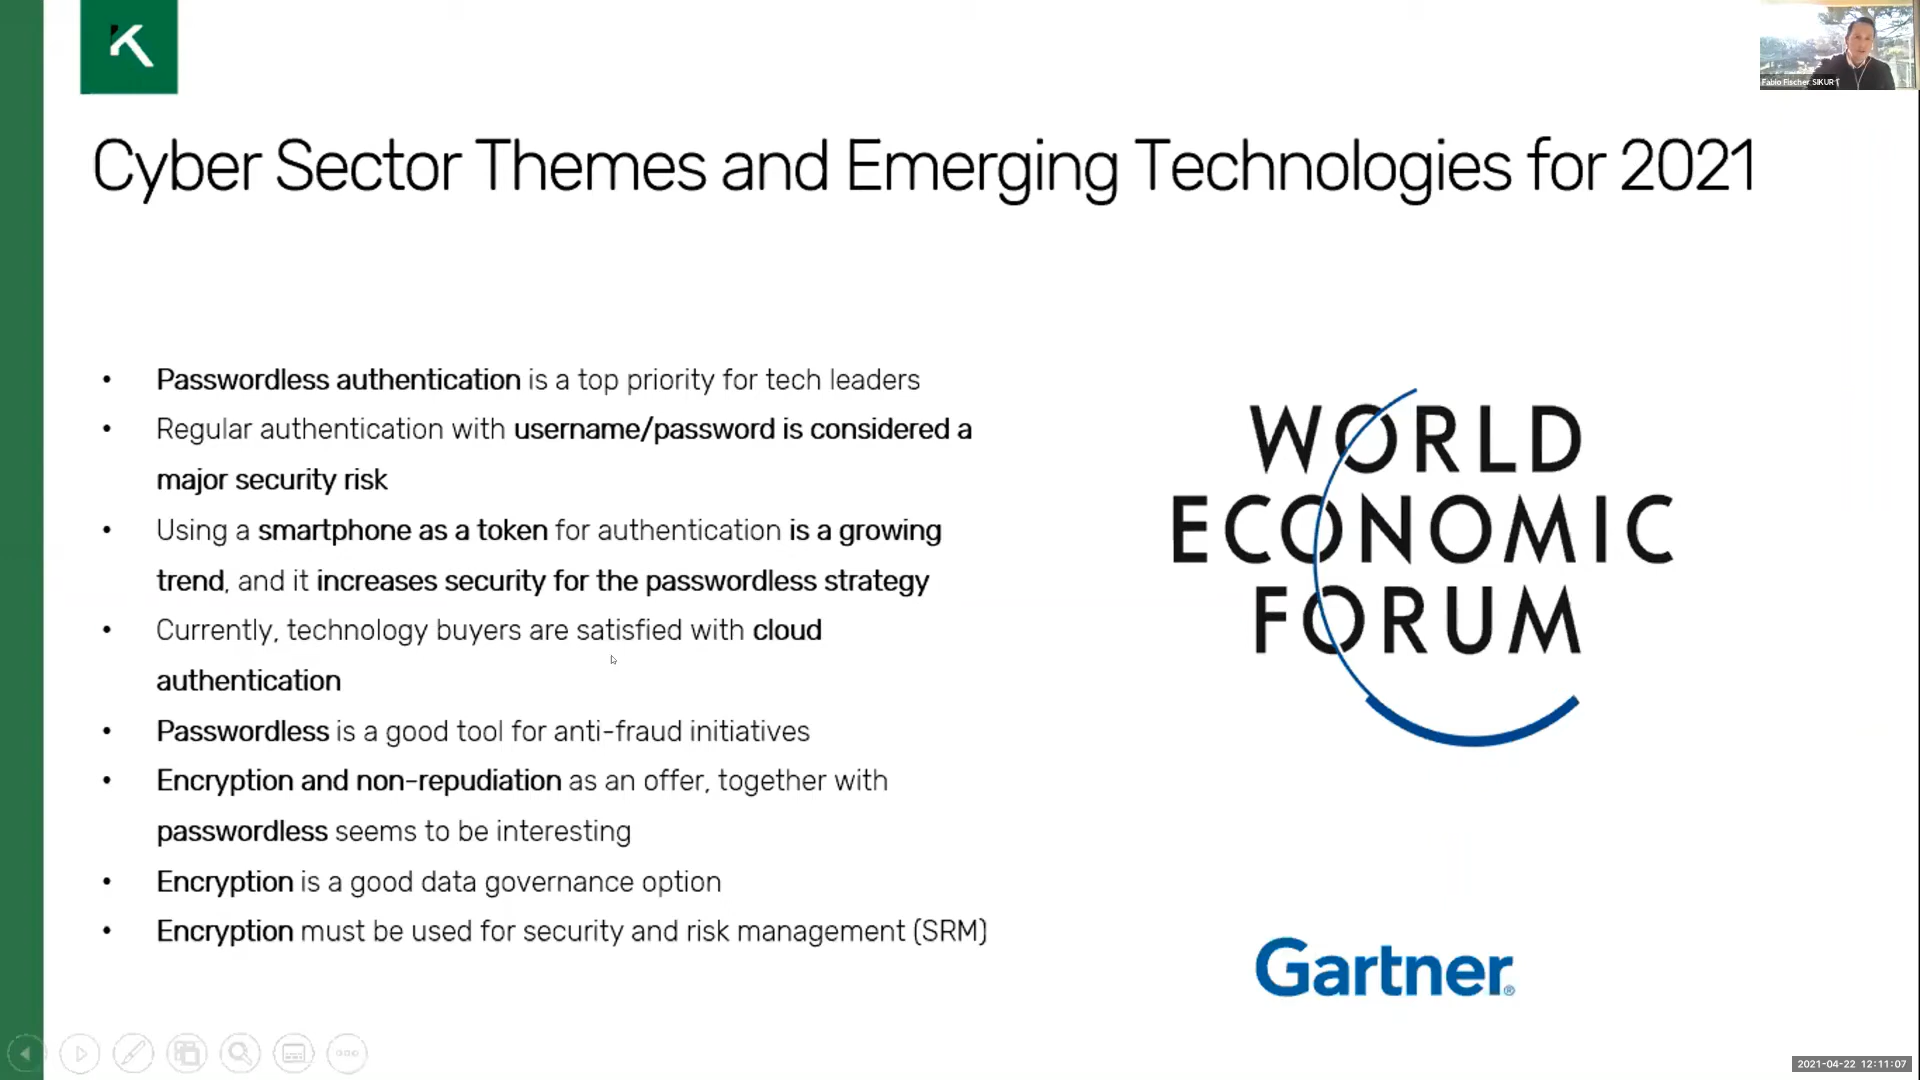 Fabio Fischer SIKUR
Cyber Sector Themes and Emerging Technologies for 2021
• Passwordless authentication is a top priority for tech leaders
• Regular authentication with username/password is considered a
major security risk
• Using a smartphone as a token for authentication is a growing
trend, and it increases security for the passwordless strategy
• Currently, technology buyers are satisfied with cloud
authentication
• Passwordless is a good tool for anti-fraud initiatives
• Encryption and non-repudiation as an offer, together with
passwordless seems to be interesting
• Encryption is a good data governance option
• Encryption must be used for security and risk management (SRM)
WORLD
ECONOMIC
FORUM
Gartner®
2021-04-22 12:11:07